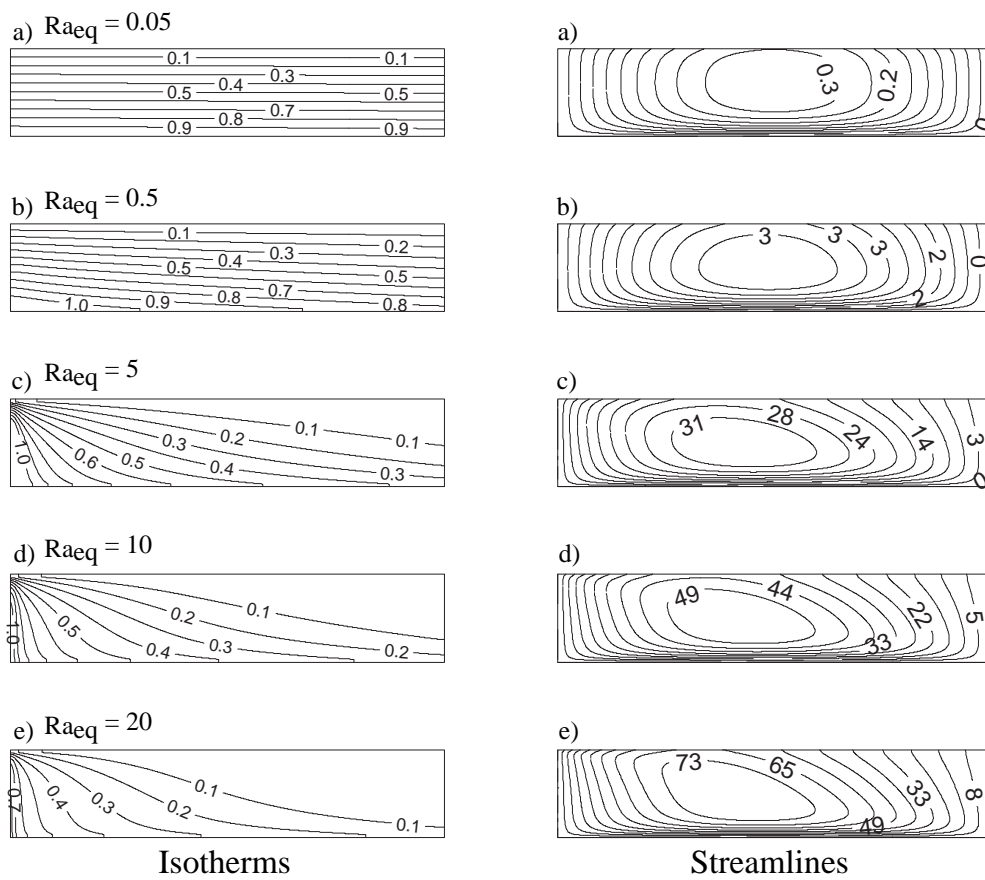 a) Ra_eq = 0.05
0.1 0.1
0.3
0.4
0.5 0.5
0.7
0.8
0.9 0.9
a)
0.3 0.2 0
b) Ra_eq = 0.5
0.1 0.2
0.3
0.4
0.5 0.5
0.7
0.8
1.0 0.9 0.8
b)
3 3 3 2 0
2
c) Ra_eq = 5
0.1 0.1
0.2
0.3 0.3
1.0 0.6 0.5 0.4
c)
31 28 24 14 3
0
d) Ra_eq = 10
0.1
0.2 0.2
1.0 0.5 0.4 0.3
d)
49 44 22 5
33
e) Ra_eq = 20
0.1 0.1
0.7 0.4 0.3 0.2
e)
73 65 33 8
49
Isotherms Streamlines